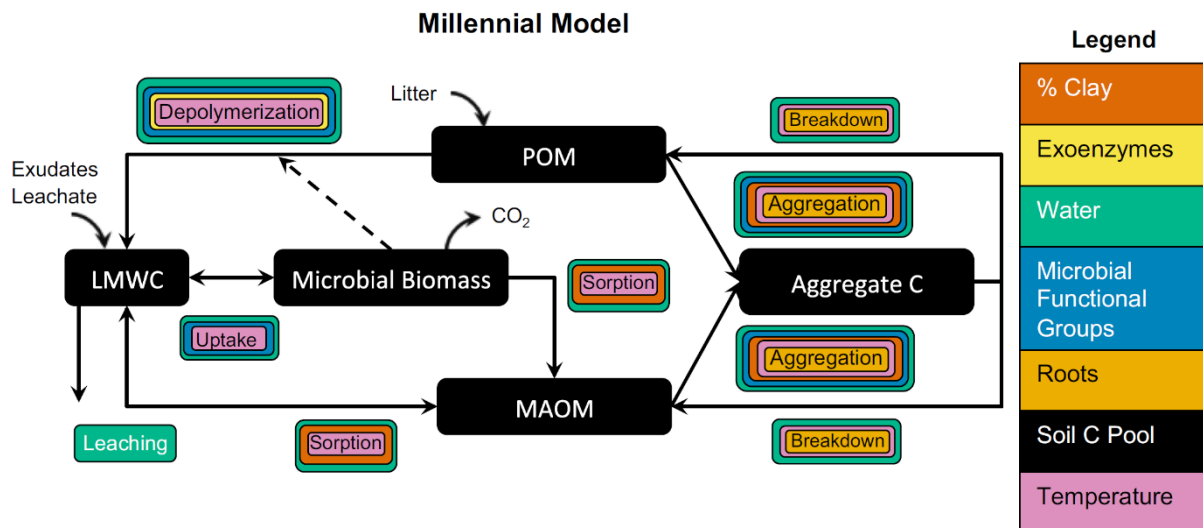 Millennial Model
Legend
% Clay
Exoenzymes
Water
Microbial
Functional
Groups
Roots
Soil C Pool
Temperature
Depolymerization
Litter
Breakdown
POM
Exudates
Leachate
Aggregation
CO₂
LMWC
Microbial Biomass
Sorption
Aggregate C
Uptake
Aggregation
MAOM
Leaching
Sorption
Breakdown